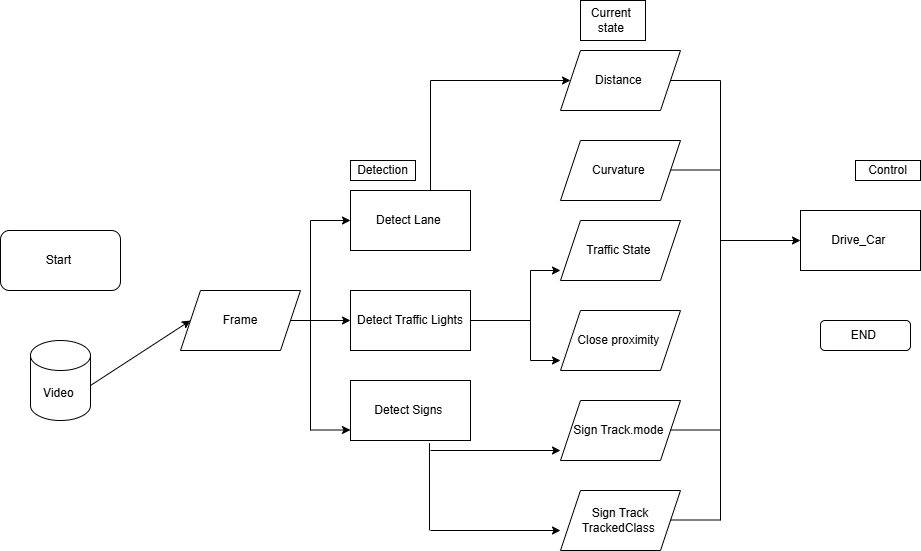 Current
state
Distance
Detection
Curvature
Control
Detect Lane
Start
Traffic State
Drive_Car
Frame
Detect Traffic Lights
Close proximity
END
Video
Detect Signs
Sign Track.mode
Sign Track
TrackedClass